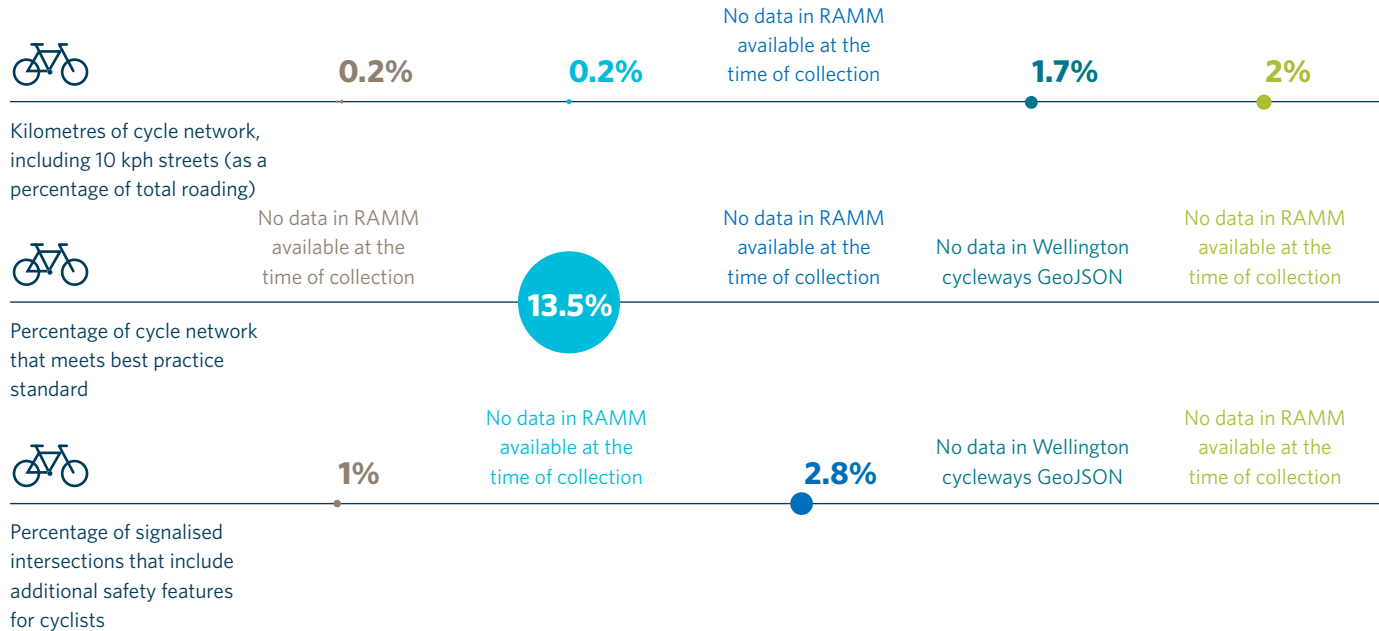 0.2%
0.2%
No data in RAMM
available at the
time of collection
1.7%
2%
Kilometres of cycle network,
including 10 kph streets (as a
percentage of total roading)
No data in RAMM
available at the
time of collection
13.5%
No data in RAMM
available at the
time of collection
No data in Wellington
cycleways GeoJSON
No data in RAMM
available at the
time of collection
Percentage of cycle network
that meets best practice
standard
1%
No data in RAMM
available at the
time of collection
2.8%
No data in Wellington
cycleways GeoJSON
No data in RAMM
available at the
time of collection
Percentage of signalised
intersections that include
additional safety features
for cyclists